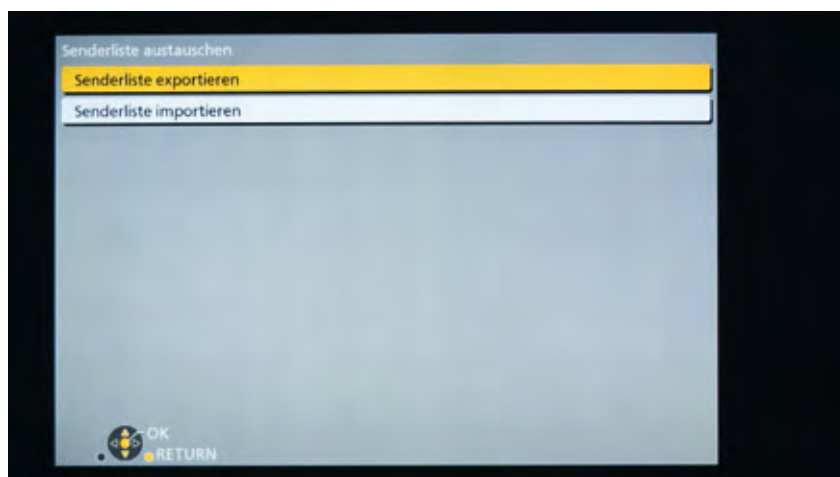 Senderliste austauschen
Senderliste exportieren
Senderliste importieren
OK
RETURN